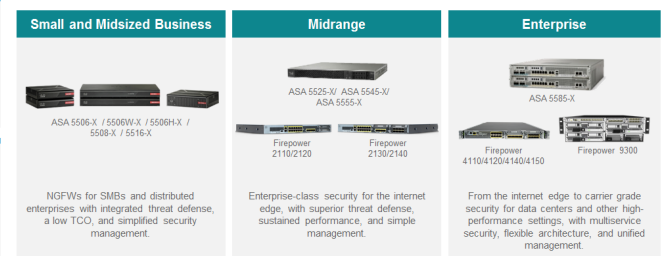 Small and Midsized Business
ASA 5506-X / 5506W-X / 5506H-X /
5508-X / 5516-X
NGFWs for SMBs and distributed
enterprises with integrated threat defense,
a low TCO, and simplified security
management.
Midrange
ASA 5525-X/ ASA 5545-X/
ASA 5555-X
Firepower
2110/2120
Firepower
2130/2140
Enterprise-class security for the internet
edge, with superior threat defense,
sustained performance, and simple
management.
Enterprise
ASA 5585-X
Firepower
4110/4120/4140/4150
Firepower 9300
From the internet edge to carrier grade
security for data centers and other high-
performance settings, with multiservice
security, flexible architecture, and unified
management.